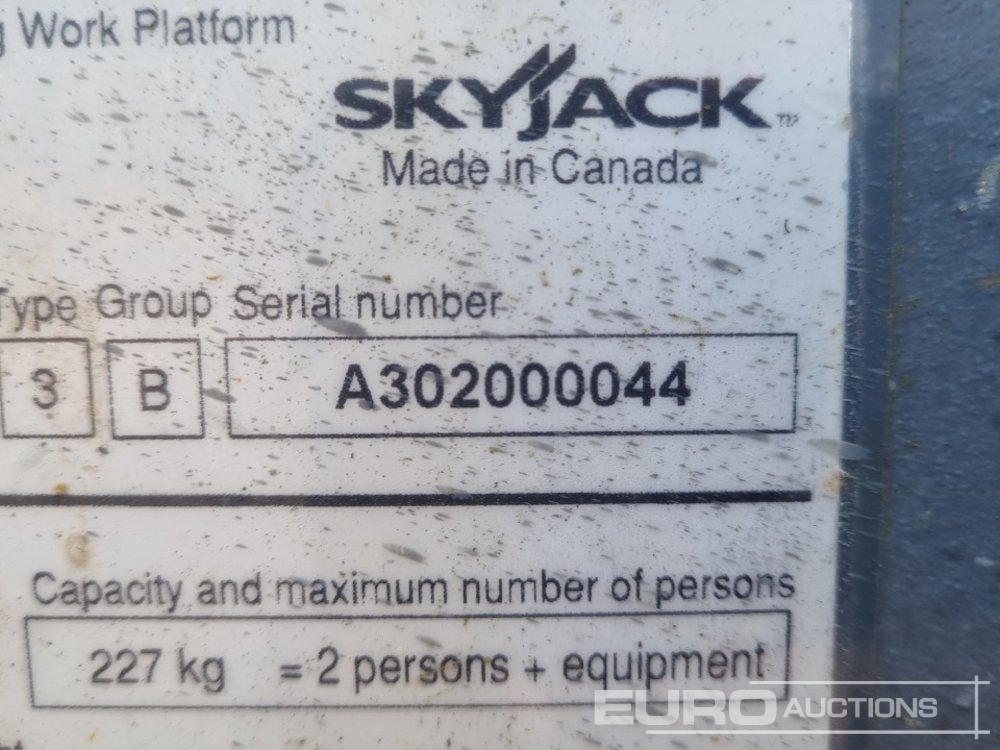 Work Platform
SKYJACK™
Made in Canada
Type Group Serial number
3 B A302000044
Capacity and maximum number of persons
227 kg = 2 persons + equipment
EURO AUCTIONS